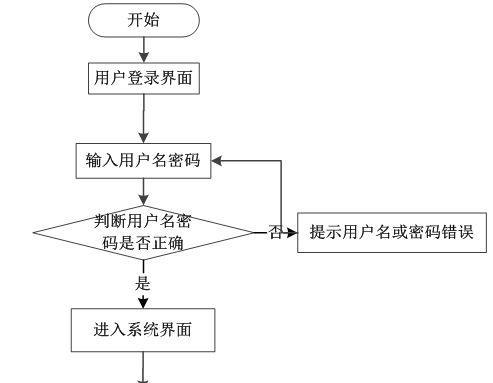 开始
用户登录界面
输入用户名密码
判断用户名密
码是否正确
否
提示用户名或密码错误
是
进入系统界面